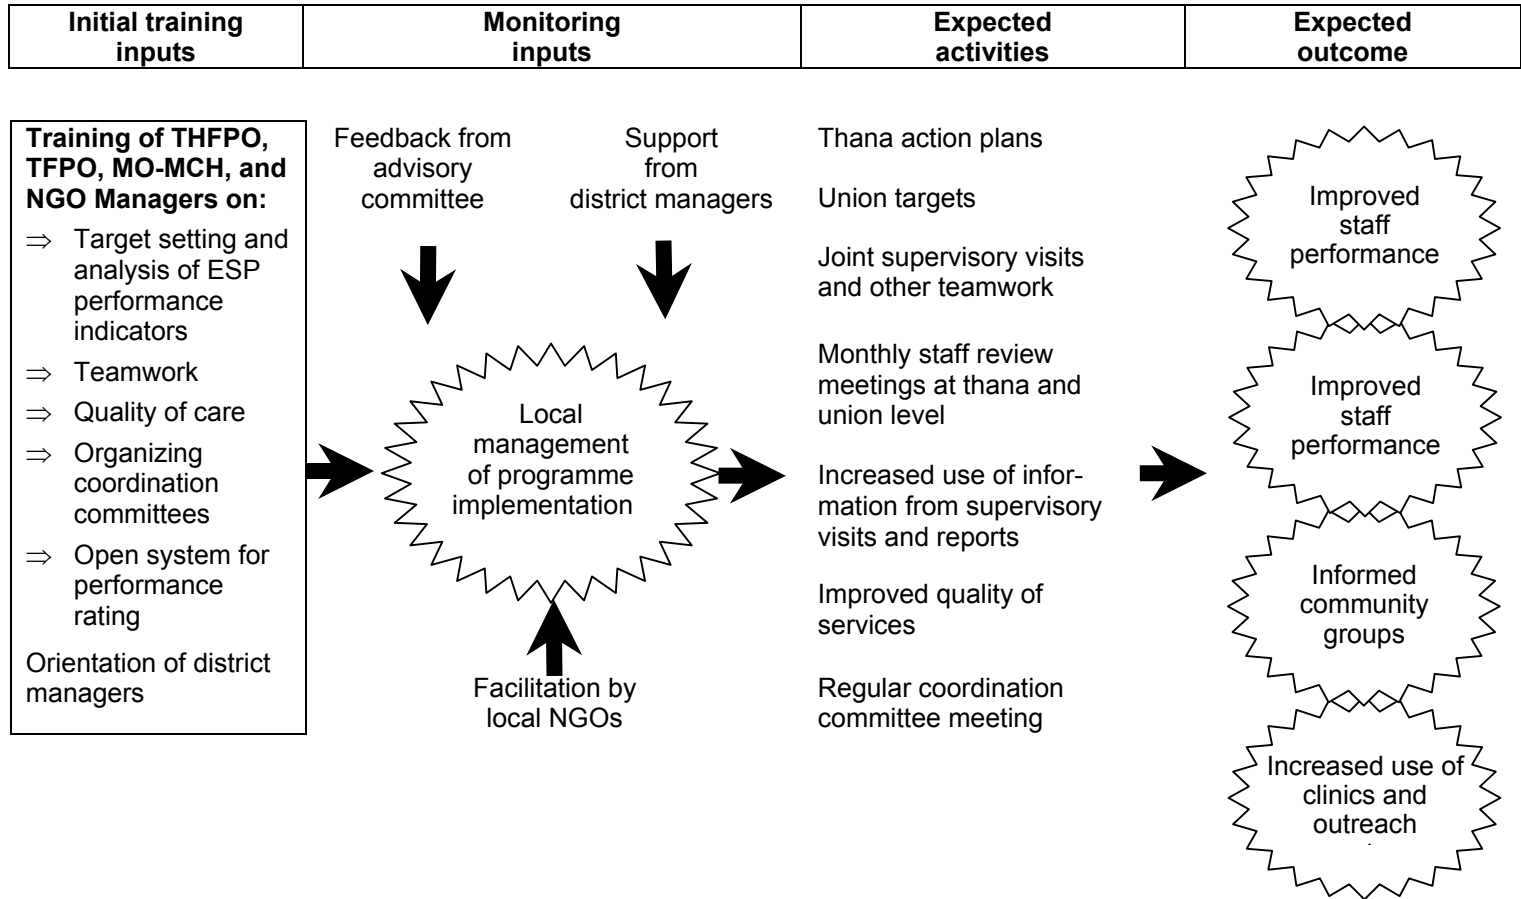 Initial training
inputs
Monitoring
inputs
Expected
activities
Expected
outcome
Training of THFPO,
TFPO, MO-MCH, and
NGO Managers on:
⇒ Target setting and
analysis of ESP
performance
indicators
⇒ Teamwork
⇒ Quality of care
⇒ Organizing
coordination
committees
⇒ Open system for
performance
rating
Orientation of district
managers
Feedback from
advisory
committee
Support
from
district managers
Local
management
of programme
implementation
Facilitation by
local NGOs
Thana action plans
Union targets
Joint supervisory visits
and other teamwork
Monthly staff review
meetings at thana and
union level
Increased use of infor-
mation from supervisory
visits and reports
Improved quality of
services
Regular coordination
committee meeting
Improved
staff
performance
Improved
staff
performance
Informed
community
groups
Increased use of
clinics and
outreach